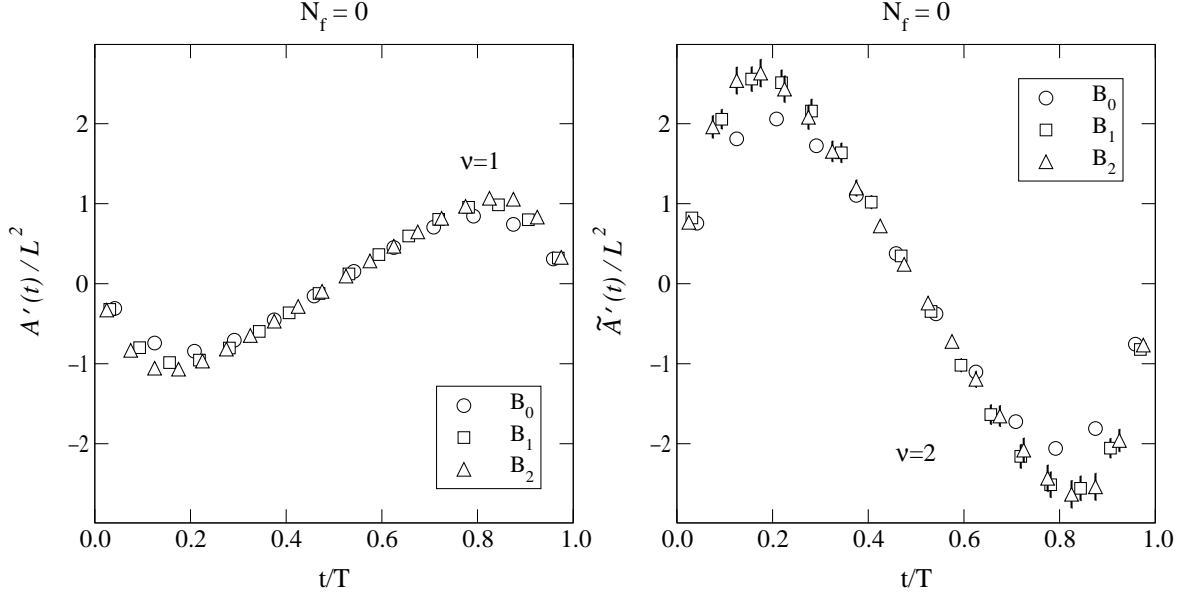 N_f = 0
2
1
0
−1
−2
A′(t) / L²
ν=1
B_0
B_1
B_2
0.0 0.2 0.4 0.6 0.8 1.0
t/T
N_f = 0
2
1
0
−1
−2
Ã′(t) / L²
B_0
B_1
B_2
ν=2
0.0 0.2 0.4 0.6 0.8 1.0
t/T